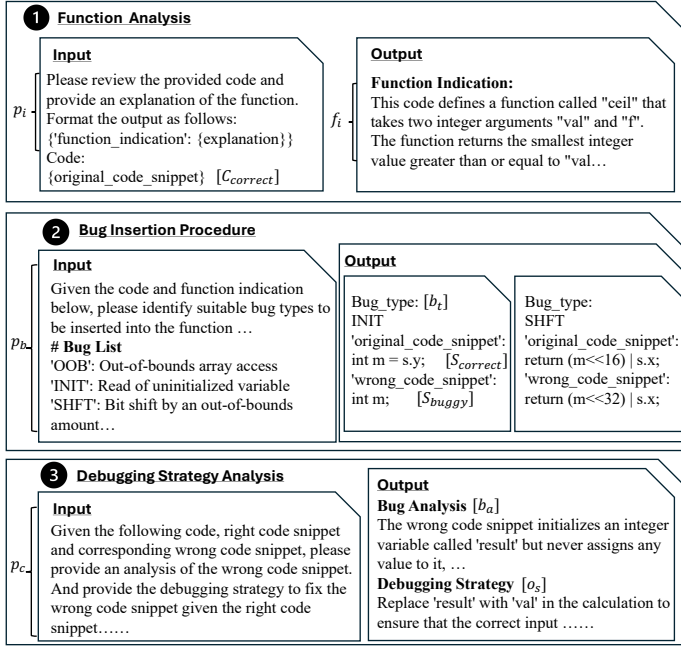 1 Function Analysis
Input
Please review the provided code and
provide an explanation of the function.
Format the output as follows:
{'function_indication': {explanation}}
Code:
{original_code_snippet} [C_correct]
p_i
Output
Function Indication:
This code defines a function called "ceil" that
takes two integer arguments "val" and "f".
The function returns the smallest integer
value greater than or equal to "val…
f_i
2 Bug Insertion Procedure
Input
Given the code and function indication
below, please identify suitable bug types to
be inserted into the function …
# Bug List
'OOB': Out-of-bounds array access
'INIT': Read of uninitialized variable
'SHFT': Bit shift by an out-of-bounds
amount…
p_b
Output
Bug_type: [b_t]
INIT
'original_code_snippet':
int m = s.y; [S_correct]
'wrong_code_snippet':
int m; [S_buggy]
Bug_type:
SHFT
'original_code_snippet':
return (m<<16) | s.x;
'wrong_code_snippet':
return (m<<32) | s.x;
3 Debugging Strategy Analysis
Input
Given the following code, right code snippet
and corresponding wrong code snippet, please
provide an analysis of the wrong code snippet.
And provide the debugging strategy to fix the
wrong code snippet given the right code
snippet……
p_c
Output
Bug Analysis [b_a]
The wrong code snippet initializes an integer
variable called 'result' but never assigns any
value to it, …
Debugging Strategy [o_s]
Replace 'result' with 'val' in the calculation to
ensure that the correct input ……